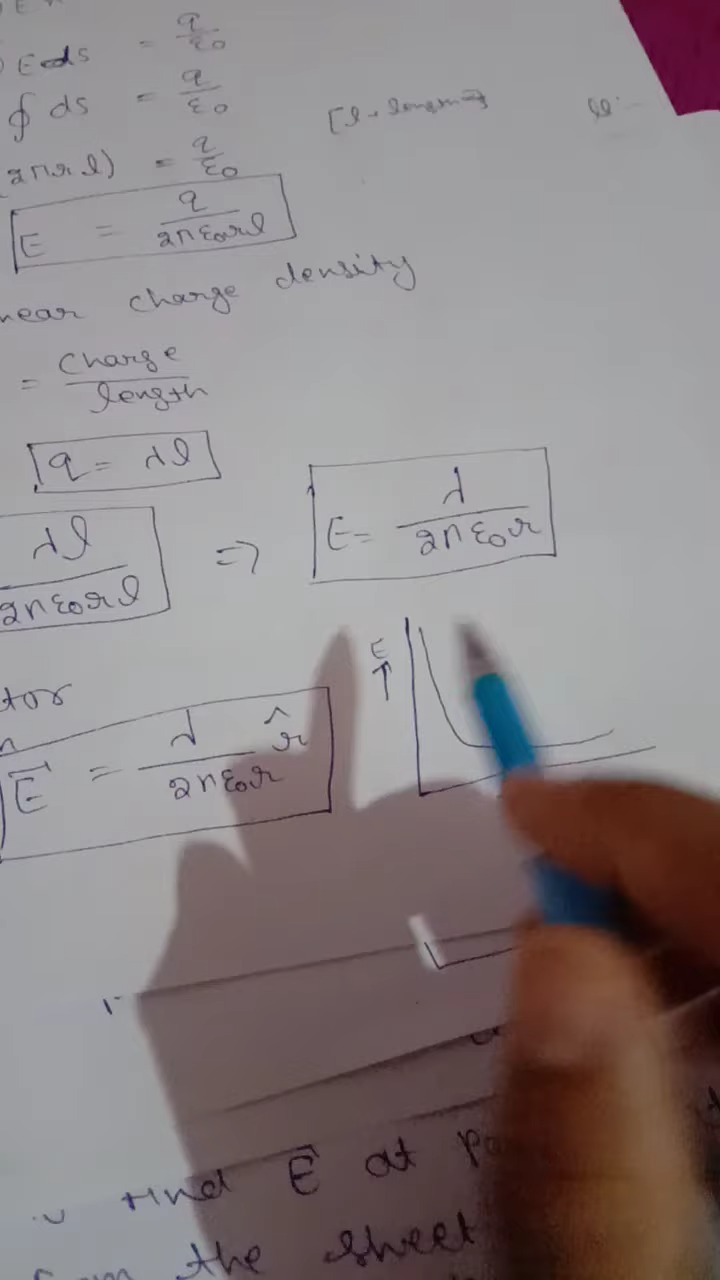 E ds = q/ε₀
∮ ds = q/ε₀
2πrl) = q/ε₀
E = q/2πε₀rl
near charge density
= Charge/length
q = λl
λl/2πε₀rl ⇒ E = λ/2πε₀r
tor
E↑
E⃗ = λ/2πε₀r r̂
find E⃗ at
the sheet